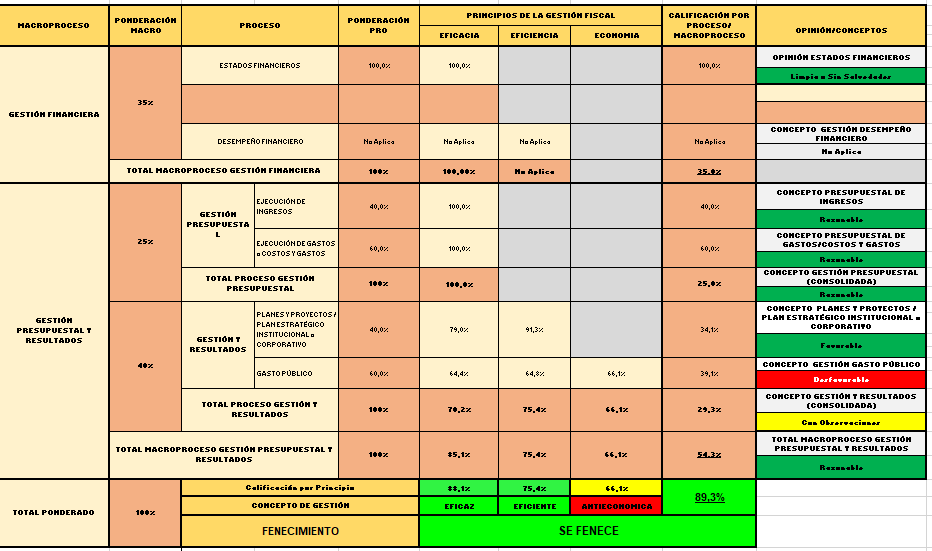 MACROPROCESO
PONDERACIÓN
MACRO
PROCESO
PONDERACIÓN
PRO
PRINCIPIOS DE LA GESTIÓN FISCAL
EFICACIA
EFICIENCIA
ECONOMIA
CALIFICACIÓN POR
PROCESO/
MACROPROCESO
OPINIÓN/CONCEPTOS
GESTIÓN FINANCIERA
35%
ESTADOS FINANCIEROS
100,0%
100,0%
100,0%
OPINIÓN ESTADOS FINANCIEROS
Limpia o Sin Salvedades
DESEMPEÑO FINANCIERO
No Aplica
No Aplica
No Aplica
No Aplica
CONCEPTO GESTIÓN DESEMPEÑO
FINANCIERO
No Aplica
TOTAL MACROPROCESO GESTIÓN FINANCIERA
100%
100,00%
No Aplica
35,0%
GESTIÓN
PRESUPUESTAL Y
RESULTADOS
25%
GESTIÓN
PRESUPUESTA
L
EJECUCIÓN DE
INGRESOS
40,0%
100,0%
40,0%
CONCEPTO PRESUPUESTAL DE
INGRESOS
Razonable
EJECUCIÓN DE GASTOS
o COSTOS Y GASTOS
60,0%
100,0%
60,0%
CONCEPTO PRESUPUESTAL DE
GASTOS/COSTOS Y GASTOS
Razonable
TOTAL PROCESO GESTIÓN
PRESUPUESTAL
100%
100,0%
25,0%
CONCEPTO GESTIÓN PRESUPUESTAL
(CONSOLIDADA)
Razonable
40%
GESTIÓN Y
RESULTADOS
PLANES Y PROYECTOS /
PLAN ESTRATÉGICO
INSTITUCIONAL o
CORPORATIVO
40,0%
79,0%
91,3%
34,1%
CONCEPTO PLANES Y PROYECTOS /
PLAN ESTRATÉGICO INSTITUCIONAL o
CORPORATIVO
Favorable
GASTO PÚBLICO
60,0%
64,4%
64,8%
66,1%
39,1%
CONCEPTO GESTIÓN GASTO PÚBLICO
Desfavorable
TOTAL PROCESO GESTIÓN Y
RESULTADOS
100%
70,2%
75,4%
66,1%
29,3%
CONCEPTO GESTIÓN Y RESULTADOS
(CONSOLIDADA)
Con Observaciones
TOTAL MACROPROCESO GESTIÓN PRESUPUESTAL Y
RESULTADOS
100%
85,1%
75,4%
66,1%
54,3%
TOTAL MACROPROCESO GESTIÓN
PRESUPUESTAL Y RESULTADOS
Razonable
TOTAL PONDERADO
100%
Calificación por Principio
88,1%
75,4%
66,1%
89,3%
CONCEPTO DE GESTIÓN
EFICAZ
EFICIENTE
ANTIECONOMICA
FENECIMIENTO
SE FENECE